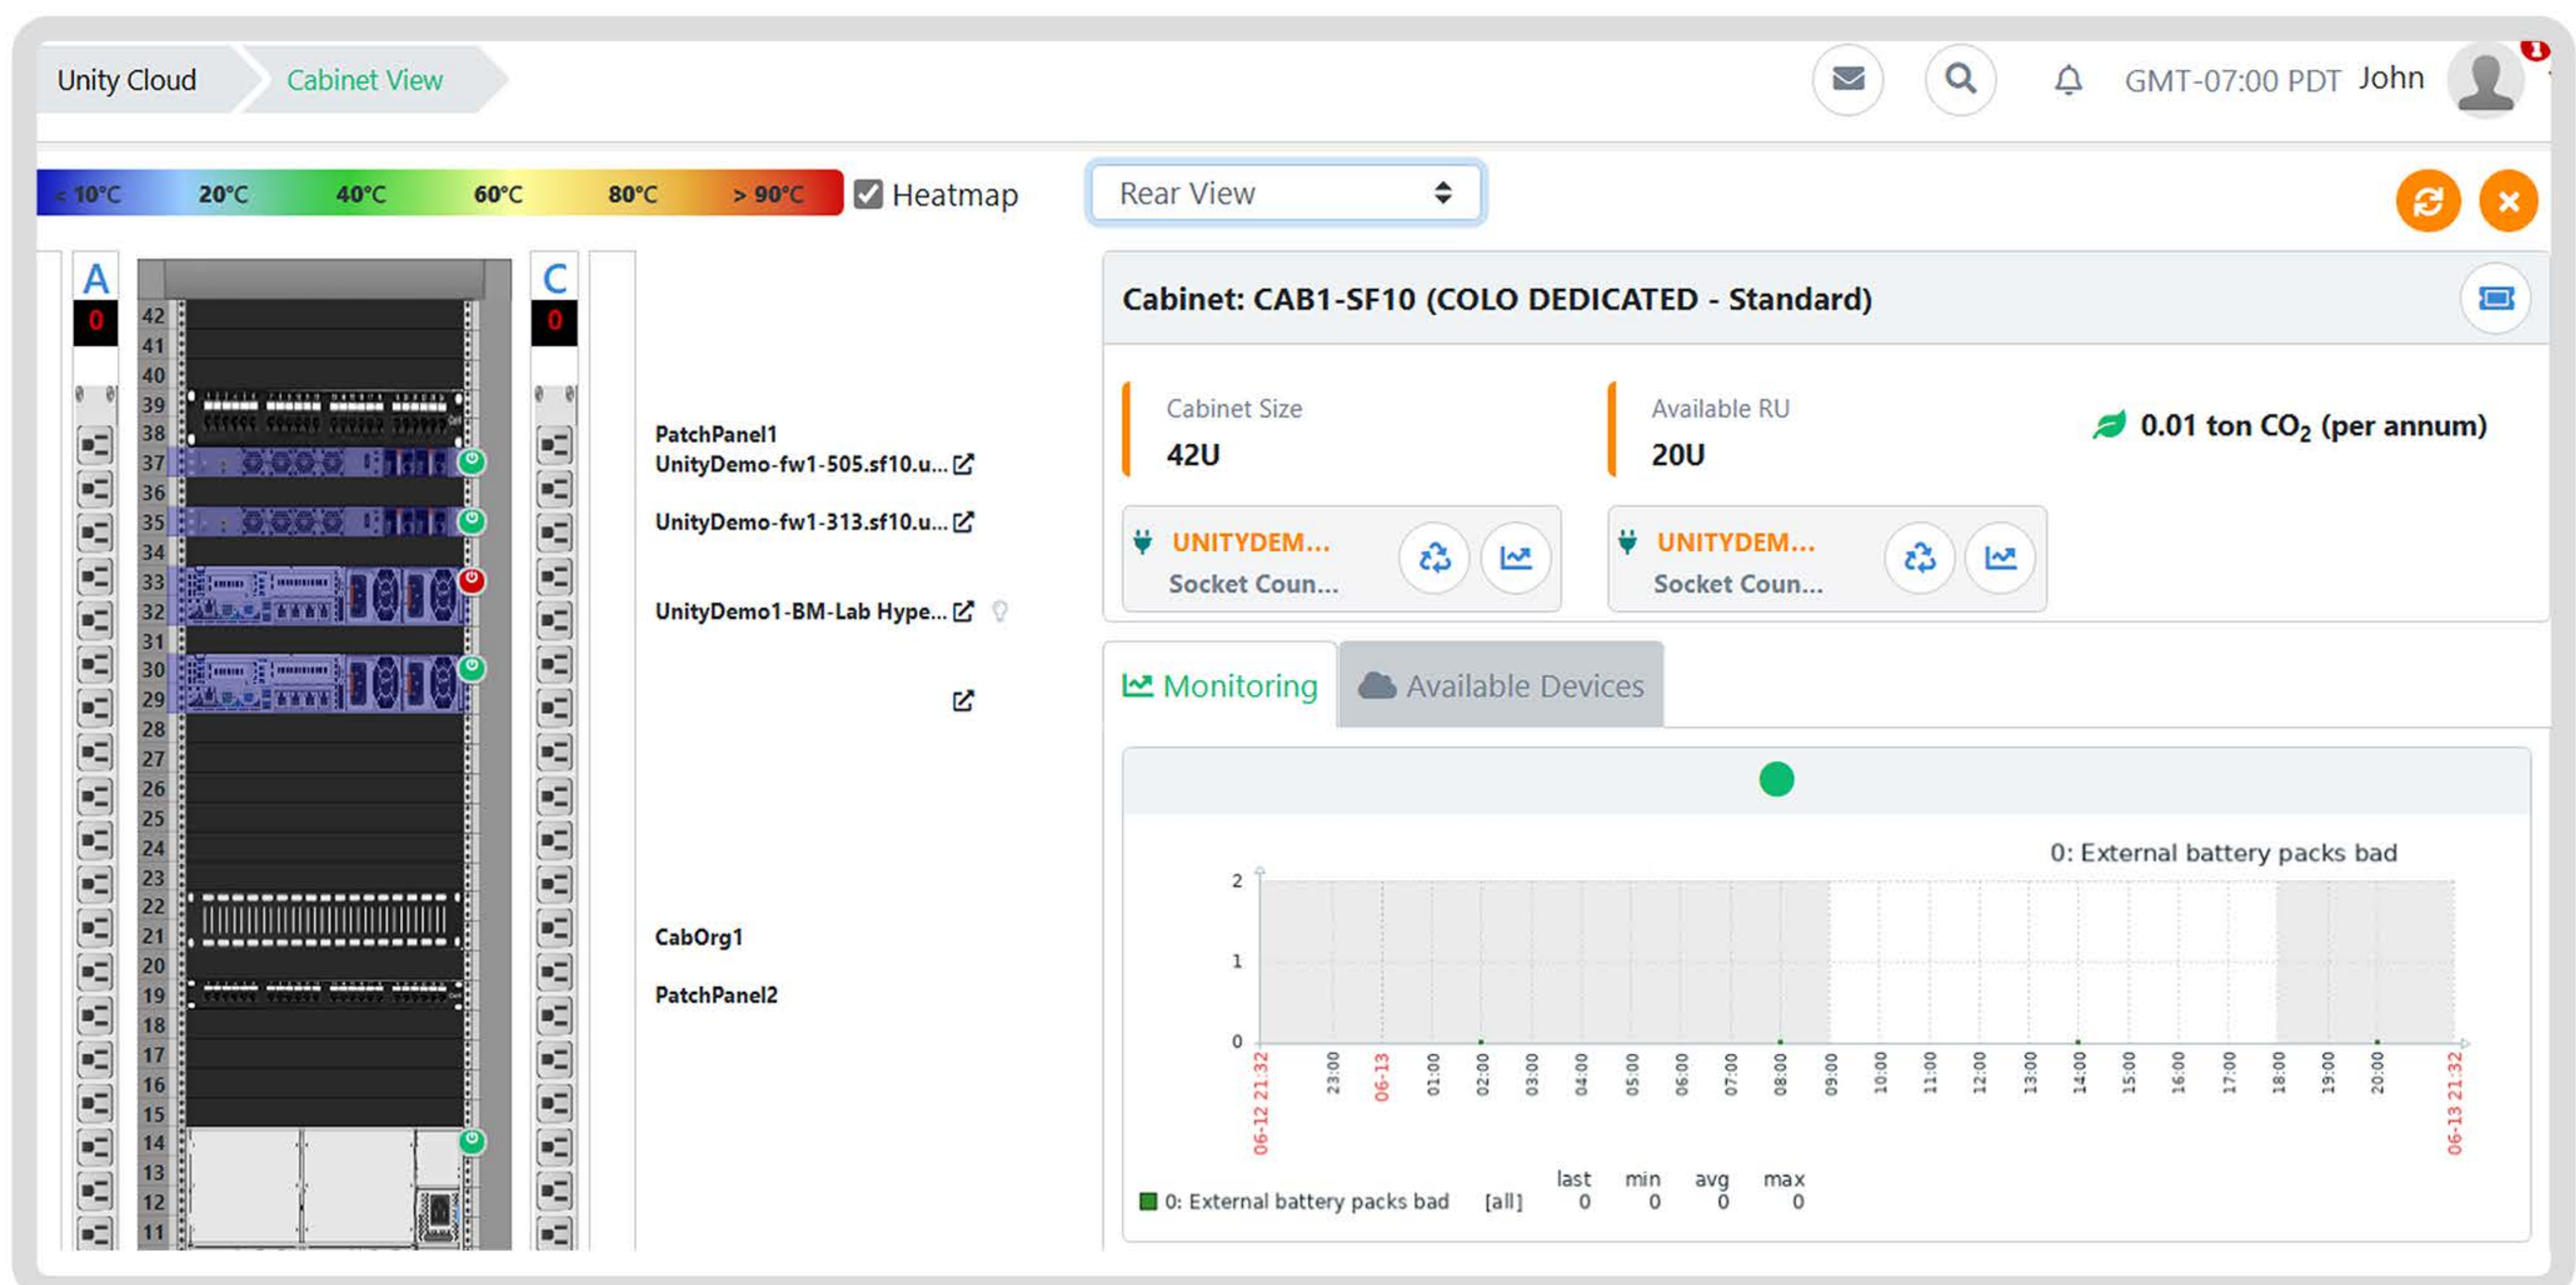 Unity Cloud
Cabinet View
GMT-07:00 PDT John
1
< 10°C 20°C 40°C 60°C 80°C > 90°C
Heatmap
Rear View
A
0
C
0
42
41
40
39
38
37
36
35
34
33
32
31
30
29
28
27
26
25
24
23
22
21
20
19
18
17
16
15
14
13
12
11
PatchPanel1
UnityDemo-fw1-505.sf10.u...
UnityDemo-fw1-313.sf10.u...
UnityDemo1-BM-Lab Hype...
CabOrg1
PatchPanel2
Cabinet: CAB1-SF10 (COLO DEDICATED - Standard)
Cabinet Size
42U
Available RU
20U
0.01 ton CO₂ (per annum)
UNITYDEM...
Socket Coun...
UNITYDEM...
Socket Coun...
Monitoring
Available Devices
0: External battery packs bad
2
1
0
06-12 21:32
23:00
06-13
01:00
02:00
03:00
04:00
05:00
06:00
07:00
08:00
09:00
10:00
11:00
12:00
13:00
14:00
15:00
16:00
17:00
18:00
19:00
20:00
06-13 21:32
last min avg max
0: External battery packs bad [all] 0 0 0 0